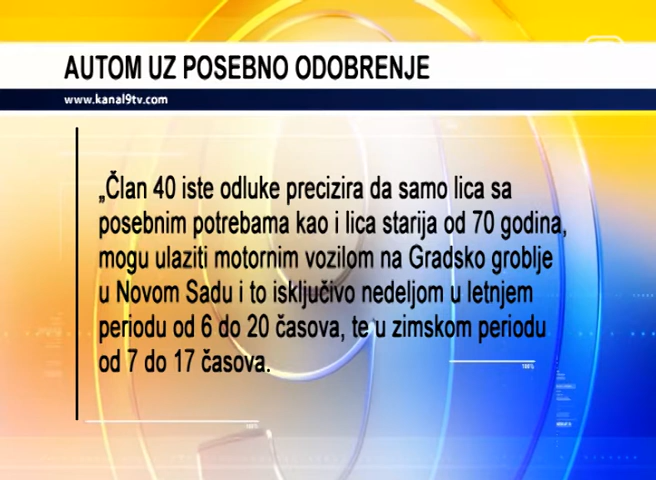 AUTOM UZ POSEBNO ODOBRENJE
www.kanal9tv.com
„Član 40 iste odluke precizira da samo lica sa
posebnim potrebama kao i lica starija od 70 godina,
mogu ulaziti motornim vozilom na Gradsko groblje
u Novom Sadu i to isključivo nedeljom u letnjem
periodu od 6 do 20 časova, te u zimskom periodu
od 7 do 17 časova.
100%
100%